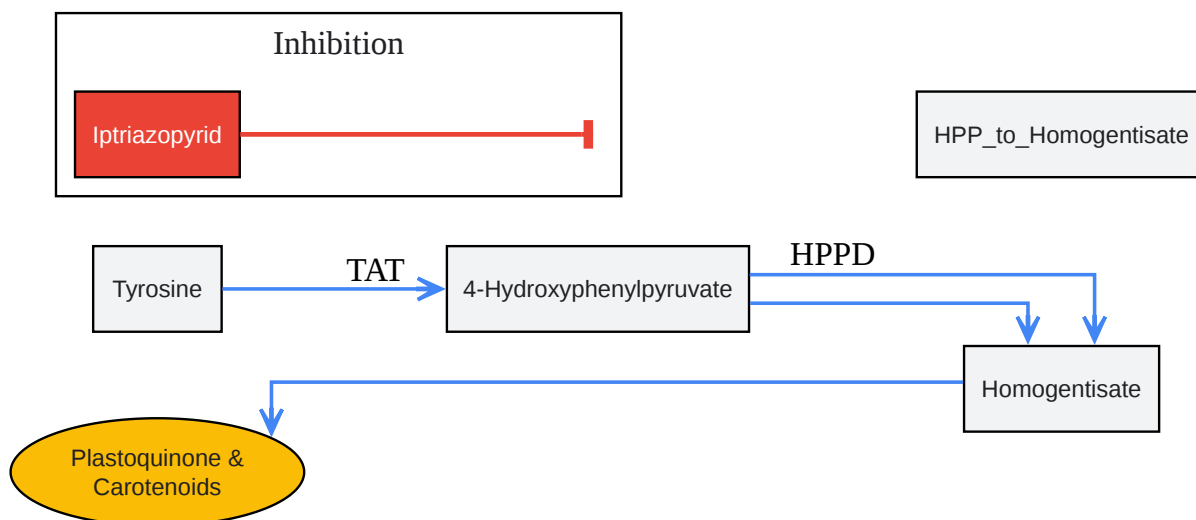 Inhibition
Iptriazopyrid
HPP_to_Homogentisate
Tyrosine
TAT
4-Hydroxyphenylpyruvate
HPPD
Homogentisate
Plastoquinone &
Carotenoids